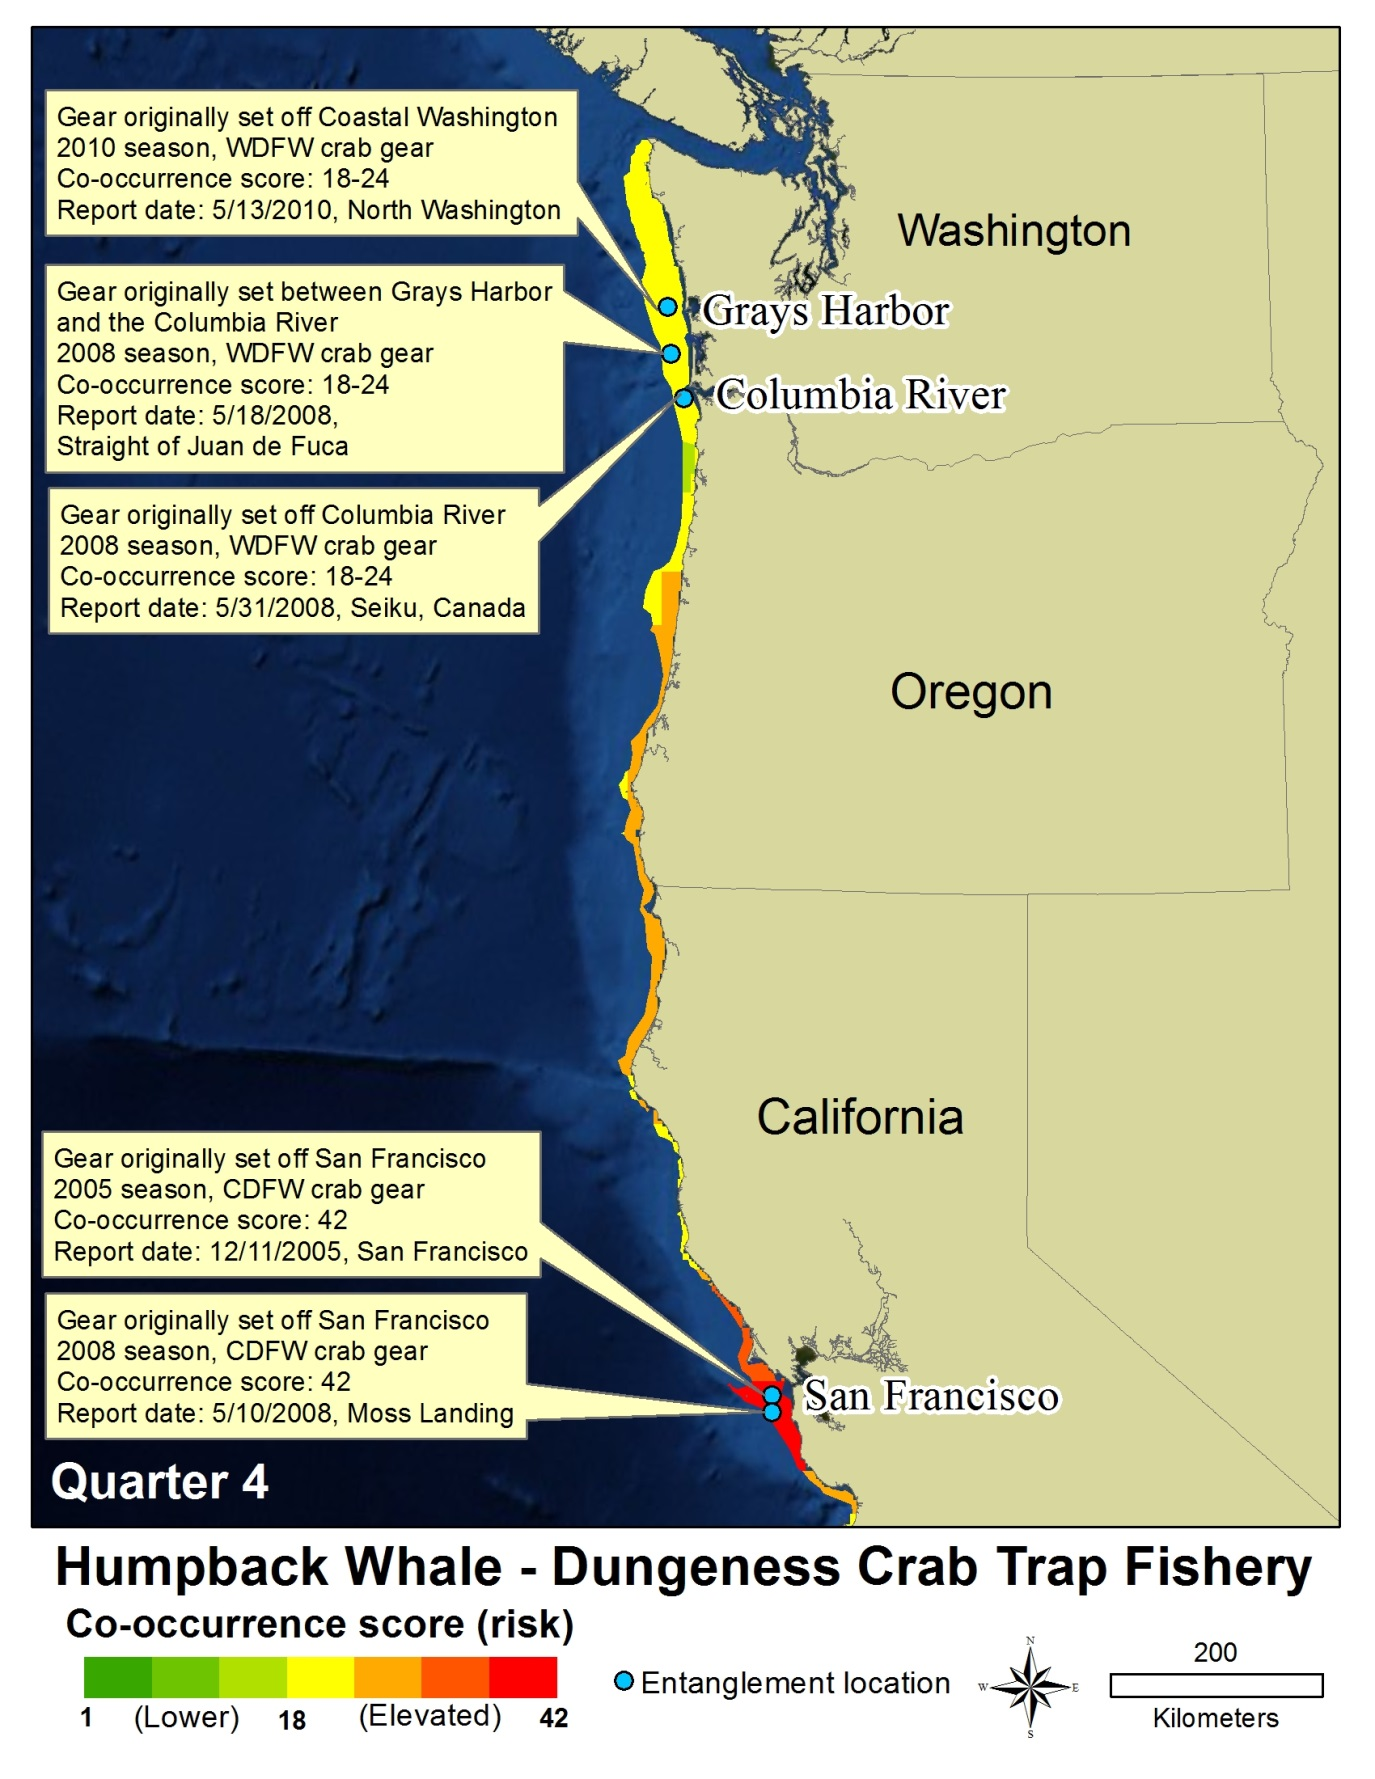 Gear originally set off Coastal Washington
2010 season, WDFW crab gear
Co-occurrence score: 18-24
Report date: 5/13/2010, North Washington
Washington
Gear originally set between Grays Harbor
and the Columbia River
2008 season, WDFW crab gear
Co-occurrence score: 18-24
Report date: 5/18/2008,
Straight of Juan de Fuca
Grays Harbor
Columbia River
Gear originally set off Columbia River
2008 season, WDFW crab gear
Co-occurrence score: 18-24
Report date: 5/31/2008, Seiku, Canada
Oregon
California
Gear originally set off San Francisco
2005 season, CDFW crab gear
Co-occurrence score: 42
Report date: 12/11/2005, San Francisco
Gear originally set off San Francisco
2008 season, CDFW crab gear
Co-occurrence score: 42
Report date: 5/10/2008, Moss Landing
San Francisco
Quarter 4
Humpback Whale - Dungeness Crab Trap Fishery
Co-occurrence score (risk)
1 (Lower) 18 (Elevated) 42
Entanglement location
N
W E
S
200
Kilometers